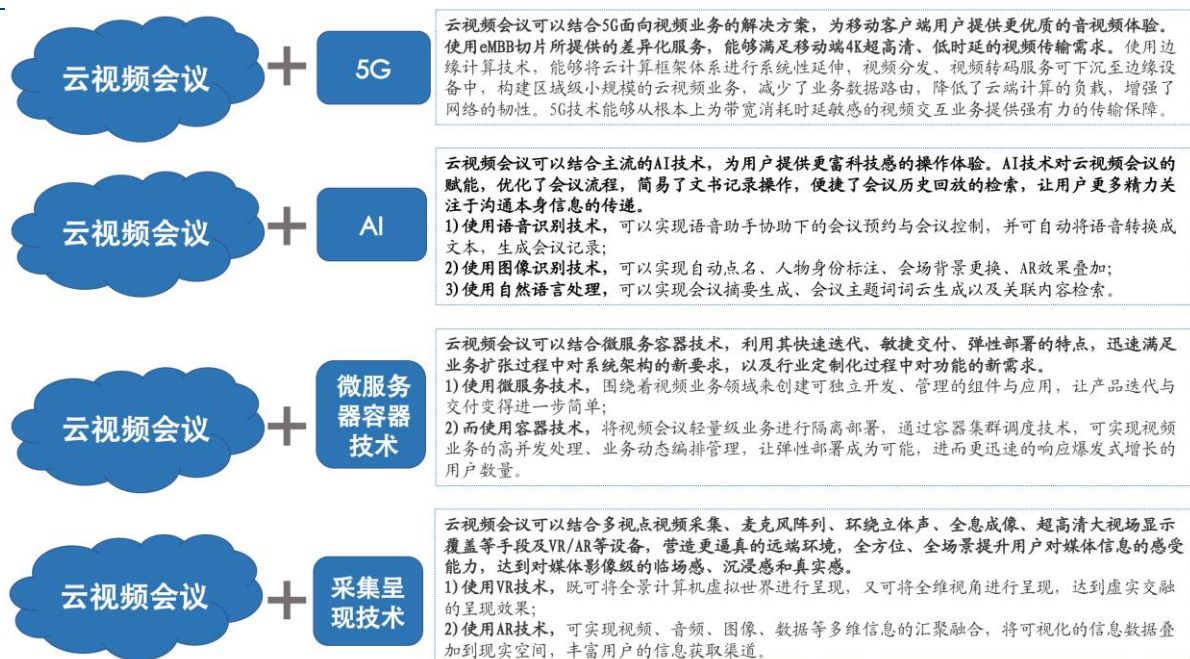 云视频会议
5G
云视频会议可以结合5G面向视频业务的解决方案，为移动客户端用户提供更优质的音视频体验。
使用eMBB切片所提供的差异化服务，能够满足移动端4K超高清、低时延的视频传输需求。使用边
缘计算技术，能够将云计算框架体系进行系统性延伸，视频分发、视频转码服务可下沉至边缘设
备中，构建区域级小规模的云视频业务，减少了业务数据路由，降低了云端计算的负载，增强了
网络的韧性。5G技术能够从根本上为带宽消耗时延敏感的视频交互业务提供强有力的传输保障。
云视频会议
AI
云视频会议可以结合主流的AI技术，为用户提供更富科技感的操作体验。AI技术对云视频会议的
赋能，优化了会议流程，简易了文书记录操作，便捷了会议历史回放的检索，让用户更多精力关
注于沟通本身信息的传递。
1)使用语音识别技术，可以实现语音助手协助下的会议预约与会议控制，并可自动将语音转换成
文本，生成会议记录；
2)使用图像识别技术，可以实现自动点名、人物身份标注、会场背景更换、AR效果叠加；
3)使用自然语言处理，可以实现会议摘要生成、会议主题词词云生成以及关联内容检索。
云视频会议
微服务
器容器
技术
云视频会议可以结合微服务容器技术，利用其快速迭代、敏捷交付、弹性部署的特点，迅速满足
业务扩张过程中对系统架构的新要求，以及行业定制化过程中对功能的新需求。
1)使用微服务技术，围绕着视频业务领域来创建可独立开发、管理的组件与应用，让产品迭代与
交付变得进一步简单；
2)而使用容器技术，将视频会议轻量级业务进行隔离部署，通过容器集群调度技术，可实现视频
业务的高并发处理、业务动态编排管理，让弹性部署成为可能，进而更迅速的响应爆发式增长的
用户数量。
云视频会议
采集呈
现技术
云视频会议可以结合多视点视频采集、麦克风阵列、环绕立体声、全息成像、超高清大视场显示
覆盖等手段及VR/AR等设备，营造更逼真的远端环境，全方位、全场景提升用户对媒体信息的感受
能力，达到对媒体影像级的临场感、沉浸感和真实感。
1)使用VR技术，既可将全景计算机虚拟世界进行呈现，又可将全维视角进行呈现，达到虚实交融
的呈现效果；
2)使用AR技术，可实现视频、音频、图像、数据等多维信息的汇聚融合，将可视化的信息数据叠
加到现实空间，丰富用户的信息获取渠道。